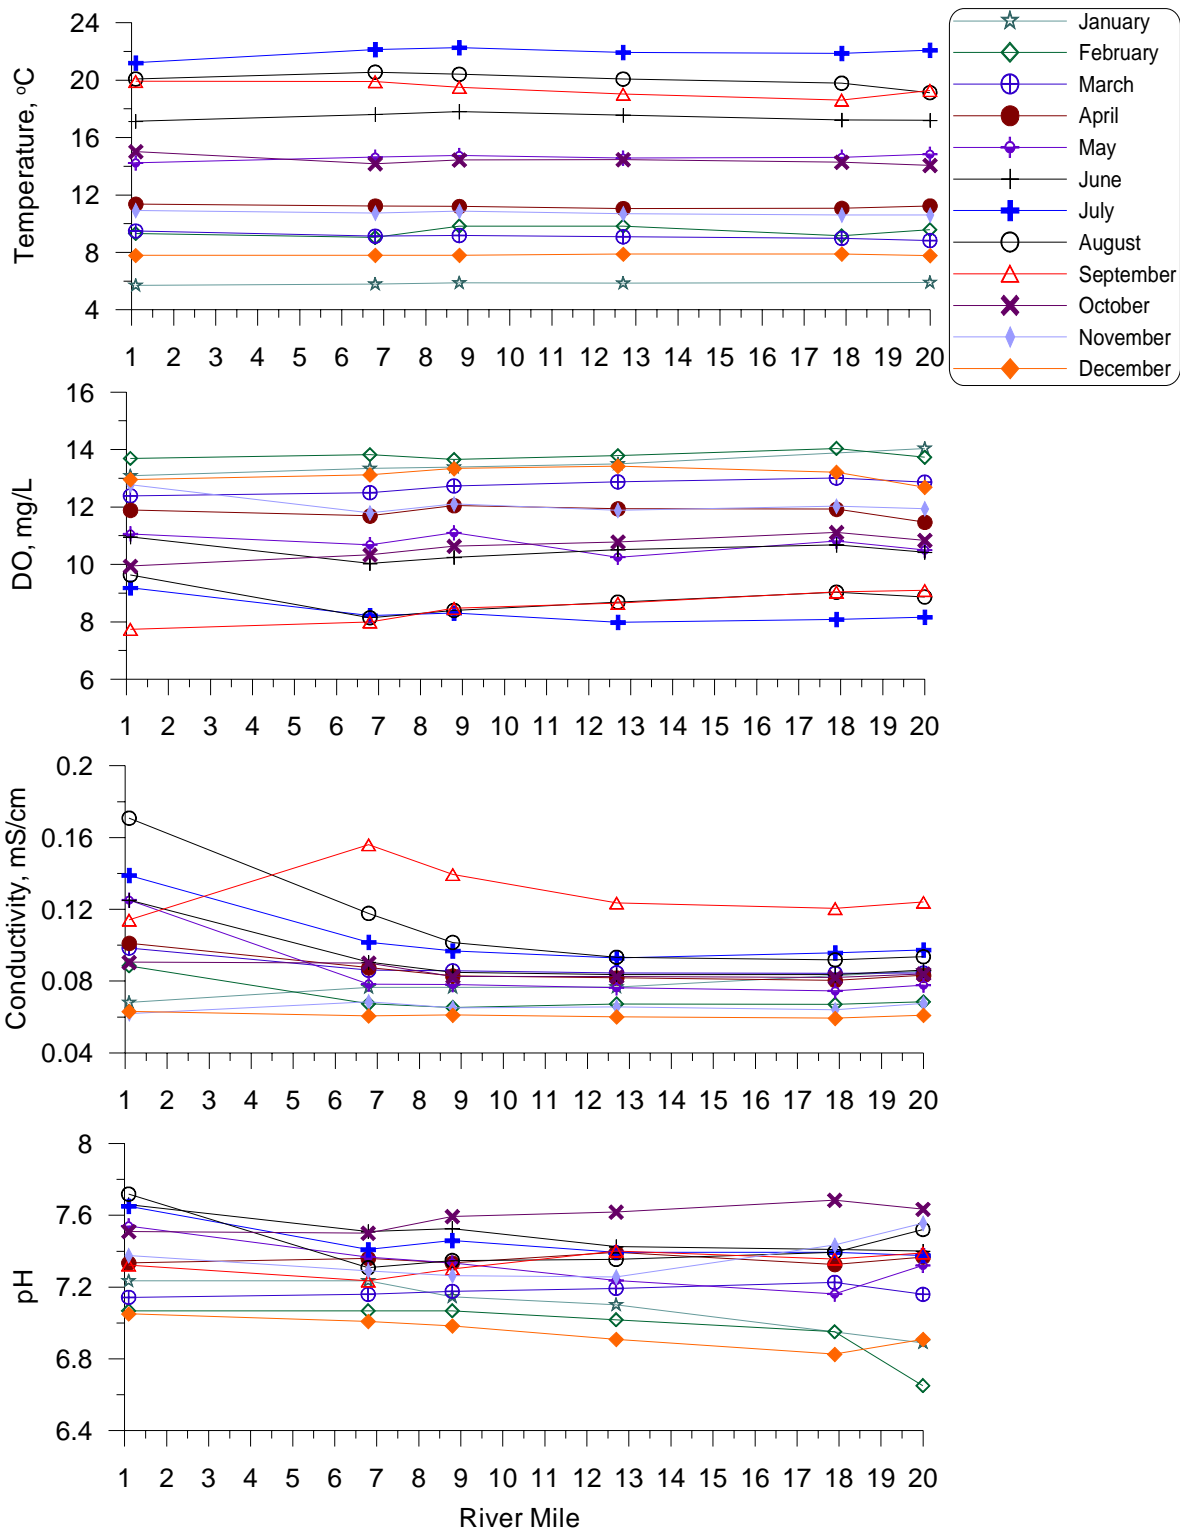 24
20
16
12
8
4
Temperature, ºC
1 2 3 4 5 6 7 8 9 10 11 12 13 14 15 16 17 18 19 20
January
February
March
April
May
June
July
August
September
October
November
December
16
14
12
10
8
6
DO, mg/L
1 2 3 4 5 6 7 8 9 10 11 12 13 14 15 16 17 18 19 20
0.2
0.16
0.12
0.08
0.04
Conductivity, mS/cm
1 2 3 4 5 6 7 8 9 10 11 12 13 14 15 16 17 18 19 20
8
7.6
7.2
6.8
6.4
pH
1 2 3 4 5 6 7 8 9 10 11 12 13 14 15 16 17 18 19 20
River Mile